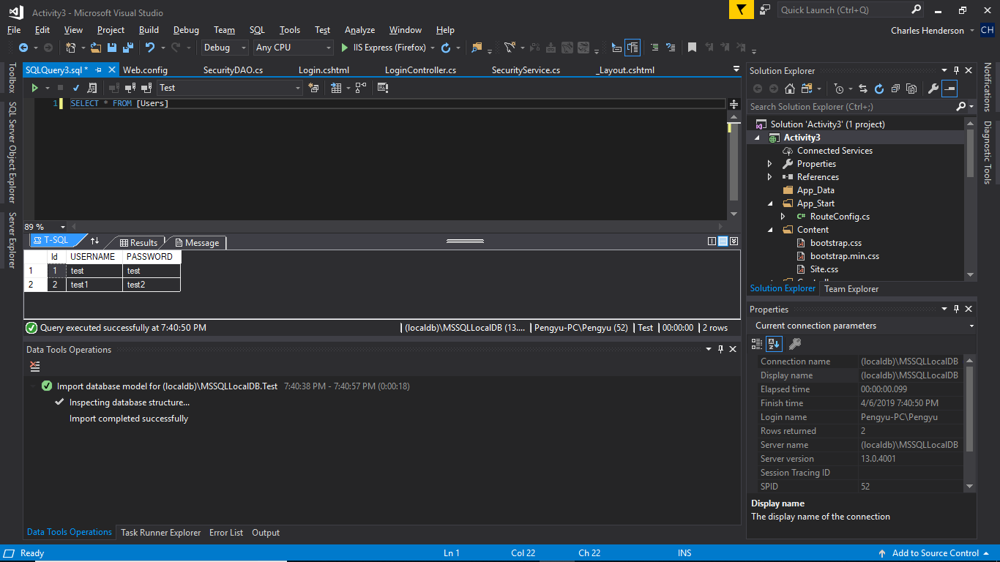 Activity3 - Microsoft Visual Studio
Quick Launch (Ctrl+Q)
File Edit View Project Build Debug Team SQL Tools Test Analyze Window Help
Charles Henderson CH
Debug Any CPU IIS Express (Firefox)
SQLQuery3.sql * Web.config SecurityDAO.cs Login.cshtml LoginController.cs SecurityService.cs _Layout.cshtml
Test
1 SELECT * FROM [Users]
89 %
T-SQL Results Message
Id USERNAME PASSWORD
1 1 test test
2 2 test1 test2
Query executed successfully at 7:40:50 PM (localdb)\MSSQLLocalDB (13.... Pengyu-PC\Pengyu (52) Test 00:00:00 2 rows
Data Tools Operations
Import database model for (localdb)\MSSQLLocalDB.Test 7:40:38 PM - 7:40:57 PM (0:00:18)
Inspecting database structure...
Import completed successfully
Data Tools Operations Task Runner Explorer Error List Output
Toolbox
SQL Server Object Explorer
Server Explorer
Solution Explorer
Search Solution Explorer (Ctrl+;)
Solution 'Activity3' (1 project)
Activity3
Connected Services
Properties
References
App_Data
App_Start
C# RouteConfig.cs
Content
bootstrap.css
bootstrap.min.css
Site.css
Solution Explorer Team Explorer
Properties
Current connection parameters
Connection name (localdb)\MSSQLLocalDB
Display name (localdb)\MSSQLLocalDB
Elapsed time 00:00:00.099
Finish time 4/6/2019 7:40:50 PM
Login name Pengyu-PC\Pengyu
Rows returned 2
Server name (localdb)\MSSQLLocalDB
Server version 13.0.4001
Session Tracing ID
SPID 52
Display name
The display name of the connection
Notifications
Diagnostic Tools
Ready Ln 1 Col 22 Ch 22 INS Add to Source Control